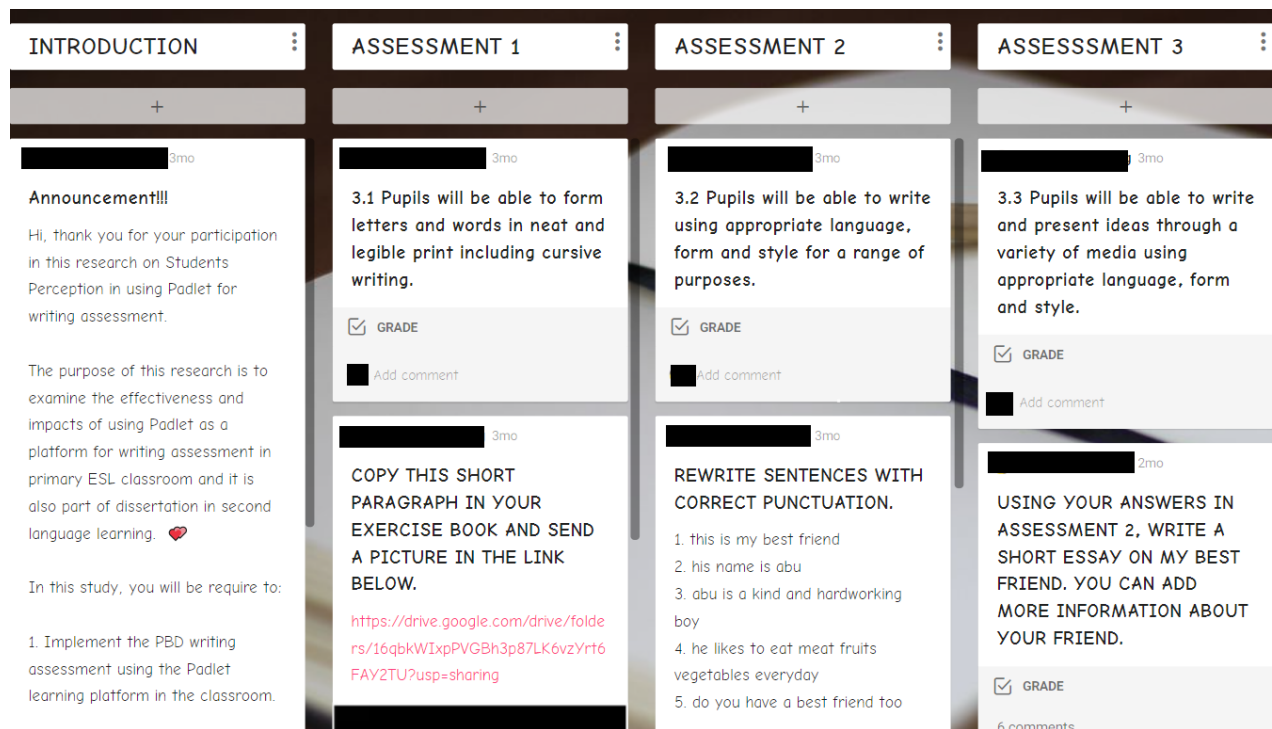 INTRODUCTION
+
3mo
Announcement!!!
Hi, thank you for your participation
in this research on Students
Perception in using Padlet for
writing assessment.
The purpose of this research is to
examine the effectiveness and
impacts of using Padlet as a
platform for writing assessment in
primary ESL classroom and it is
also part of dissertation in second
language learning. 💕
In this study, you will be require to:
1. Implement the PBD writing
assessment using the Padlet
learning platform in the classroom.
ASSESSMENT 1
+
3mo
3.1 Pupils will be able to form
letters and words in neat and
legible print including cursive
writing.
GRADE
Add comment
3mo
COPY THIS SHORT
PARAGRAPH IN YOUR
EXERCISE BOOK AND SEND
A PICTURE IN THE LINK
BELOW.
https://drive.google.com/drive/folde
rs/16qbkWIxpPVGBh3p87LK6vzYrt6
FAY2TU?usp=sharing
ASSESSMENT 2
+
3mo
3.2 Pupils will be able to write
using appropriate language,
form and style for a range of
purposes.
GRADE
Add comment
3mo
REWRITE SENTENCES WITH
CORRECT PUNCTUATION.
1. this is my best friend
2. his name is abu
3. abu is a kind and hardworking
boy
4. he likes to eat meat fruits
vegetables everyday
5. do you have a best friend too
ASSESSSMENT 3
+
3mo
3.3 Pupils will be able to write
and present ideas through a
variety of media using
appropriate language, form
and style.
GRADE
Add comment
2mo
USING YOUR ANSWERS IN
ASSESSMENT 2, WRITE A
SHORT ESSAY ON MY BEST
FRIEND. YOU CAN ADD
MORE INFORMATION ABOUT
YOUR FRIEND.
GRADE
6 comments